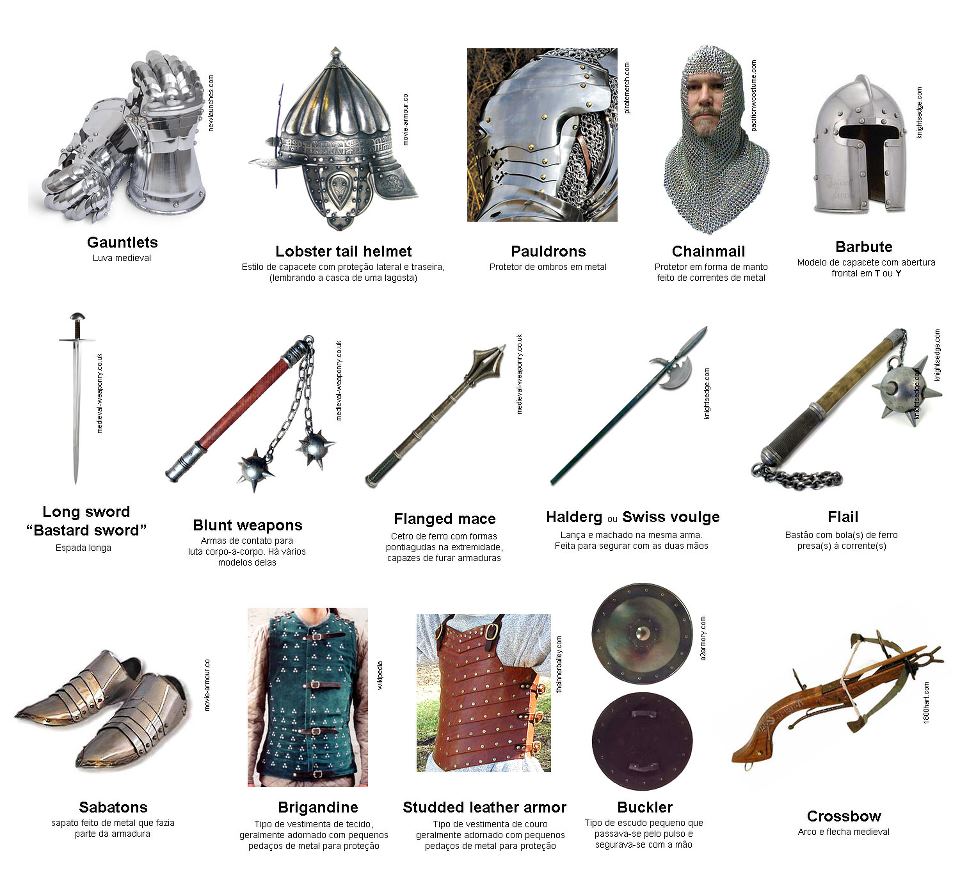 newlaunches.com
Gauntlets
Luva medieval
movie-armour.co
Lobster tail helmet
Estilo de capacete com proteção lateral e traseira,
(lembrando a casca de uma lagosta)
piratemerch.com
Pauldrons
Protetor de ombros em metal
pacificnwcostume.com
Chainmail
Protetor em forma de manto
feito de correntes de metal
knightsedge.com
Barbute
Modelo de capacete com abertura
frontal em T ou Y
medieval-weaponry.co.uk
Long sword
“Bastard sword”
Espada longa
medieval-weaponry.co.uk
Blunt weapons
Armas de contato para
luta corpo-a-corpo. Há vários
modelos delas
medieval-weaponry.co.uk
Flanged mace
Cetro de ferro com formas
pontiagudas na extremidade,
capazes de furar armaduras
knightsedge.com
Halderg ou Swiss voulge
Lança e machado na mesma arma.
Feita para segurar com as duas mãos
knightsedge.com
knightsedge.com
Flail
Bastão com bola(s) de ferro
presa(s) à corrente(s)
movie-armour.co
Sabatons
sapato feito de metal que fazia
parte da armadura
wikipedia
Brigandine
Tipo de vestimenta de tecido,
geralmente adornado com pequenos
pedaços de metal para proteção
theinnerbailey.com
Studded leather armor
Tipo de vestimenta de couro
geralmente adornado com pequenos
pedaços de metal para proteção
a2armory.com
Buckler
Tipo de escudo pequeno que
passava-se pelo pulso e
segurava-se com a mão
1800hart.com
Crossbow
Arco e flecha medieval